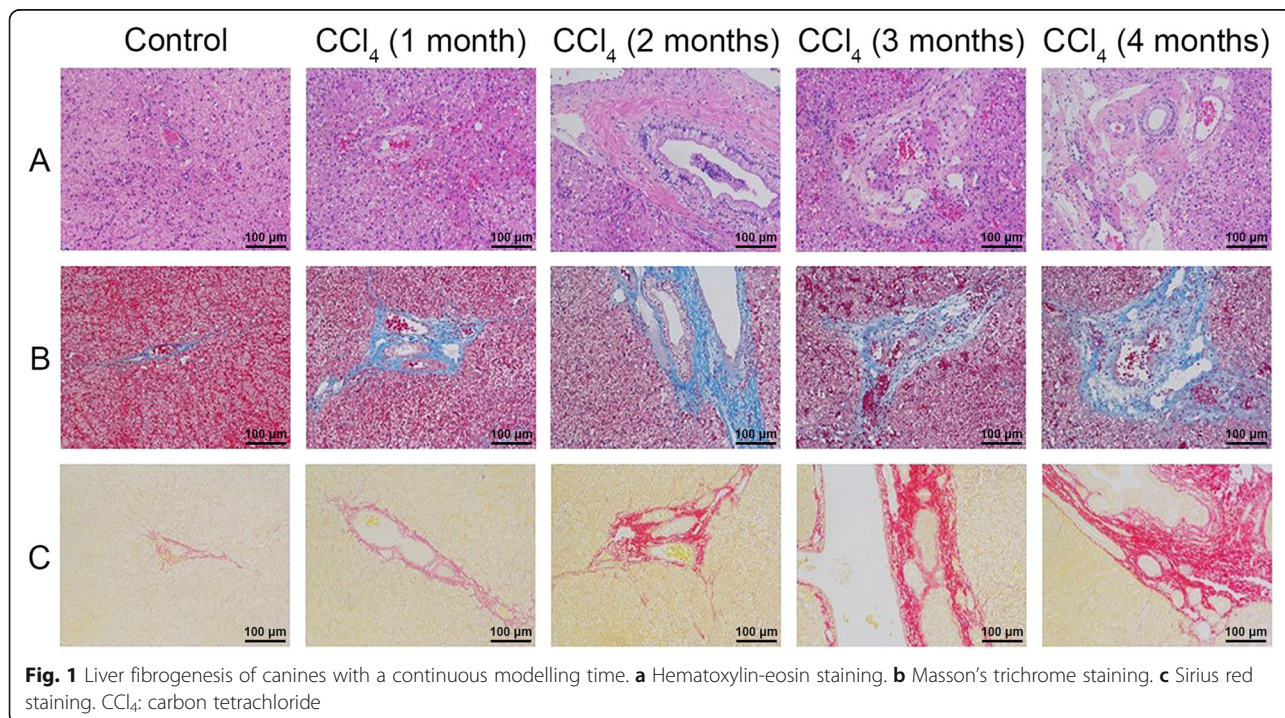 Control CCl₄ (1 month) CCl₄ (2 months) CCl₄ (3 months) CCl₄ (4 months)
A
100 µm 100 µm 100 µm 100 µm 100 µm
B
100 µm 100 µm 100 µm 100 µm 100 µm
C
100 µm 100 µm 100 µm 100 µm 100 µm
Fig. 1 Liver fibrogenesis of canines with a continuous modelling time. a Hematoxylin-eosin staining. b Masson's trichrome staining. c Sirius red
staining. CCl₄: carbon tetrachloride